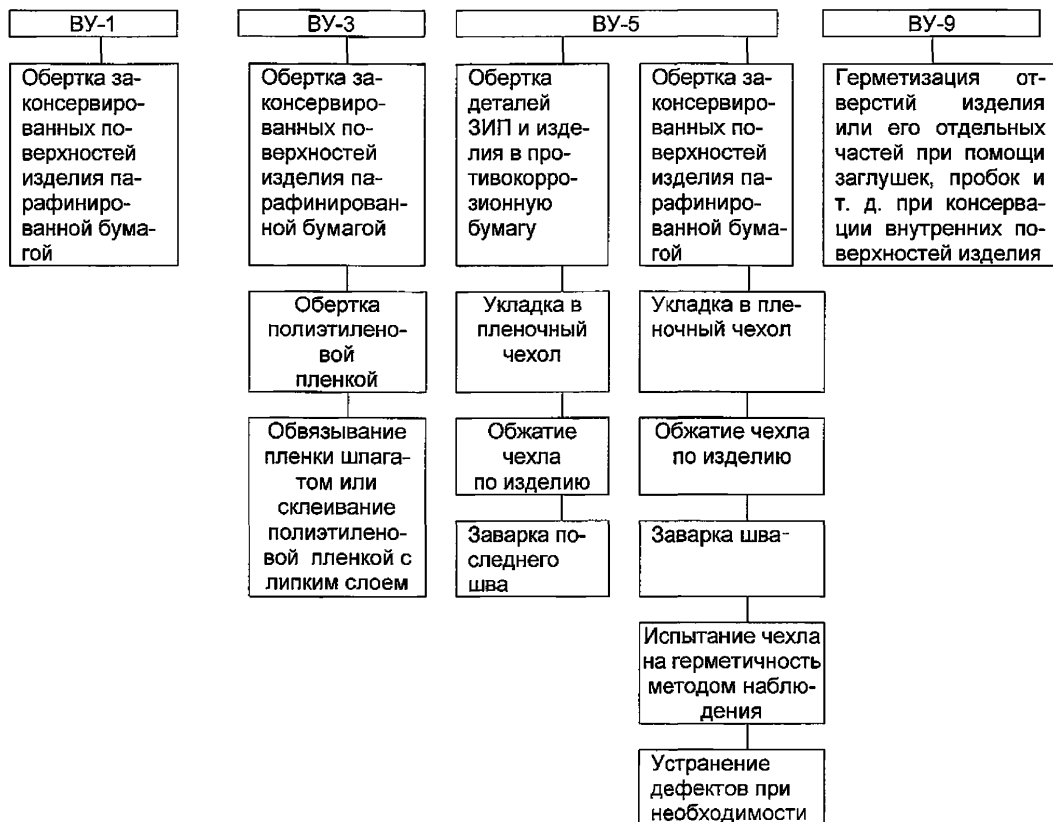 ВУ-1
Обертка за-
консервиро-
ванных по-
верхностей
изделия па-
рафиниро-
ванной бума-
гой
ВУ-3
Обертка за-
консервиро-
ванных по-
верхностей
изделия па-
рафинирован-
ной бумагой
Обертка
полиэтилено-
вой
пленкой
Обвязывание
пленки шпага-
том или
склеивание
полиэтилено-
вой пленкой с
липким слоем
ВУ-5
Обертка
деталей
ЗИП и изде-
лия в про-
тивокорро-
зионную
бумагу
Укладка в
пленочный
чехол
Обжатие
чехла
по изделию
Заварка по-
следнего
шва
Обертка за-
консервиро-
ванных по-
верхностей
изделия па-
рафиниро-
ванной бума-
гой
Укладка в пле-
ночный чехол
Обжатие чехла
по изделию
Заварка шва-
Испытание чехла
на герметичность
методом наблю-
дения
Устранение
дефектов при
необходимости
ВУ-9
Герметизация от-
верстий изделия
или его отдельных
частей при помощи
заглушек, пробок и
т. д. при консерва-
ции внутренних по-
верхностей изделия